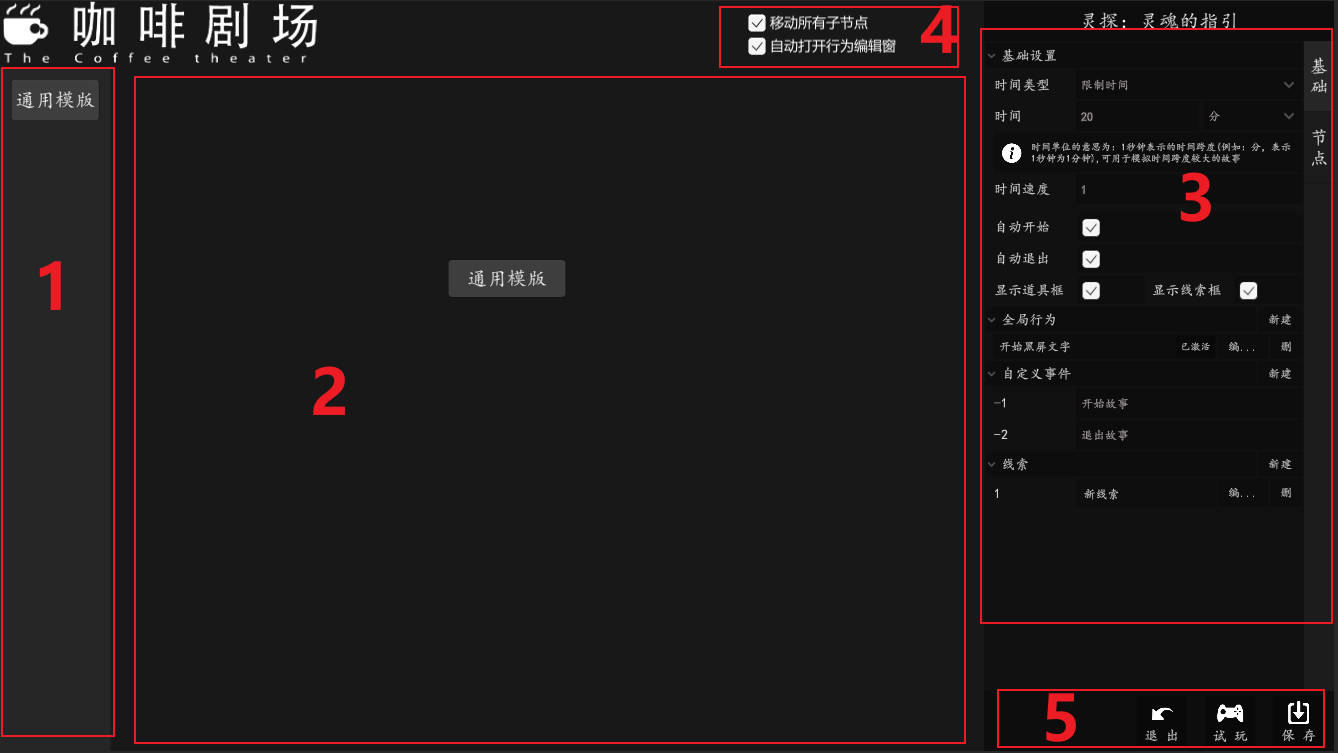 咖啡剧场
The Coffee theater
移动所有子节点
自动打开行为编辑窗
4
灵探：灵魂的指引
通用模版
1
通用模版
2
基础设置
时间类型 限制时间
时间 20 分
时间单位的意思为：1秒钟表示的时间跨度(例如：分，表示
1秒钟为1分钟),可用于模拟时间跨度较大的故事
时间速度 1
3
自动开始
自动退出
显示道具框 显示线索框
全局行为 新建
开始黑屏文字 已激活 编... 删
自定义事件 新建
-1 开始故事
-2 退出故事
线索 新建
1 新线索 编... 删
基础
节点
5
退出 试玩 保存